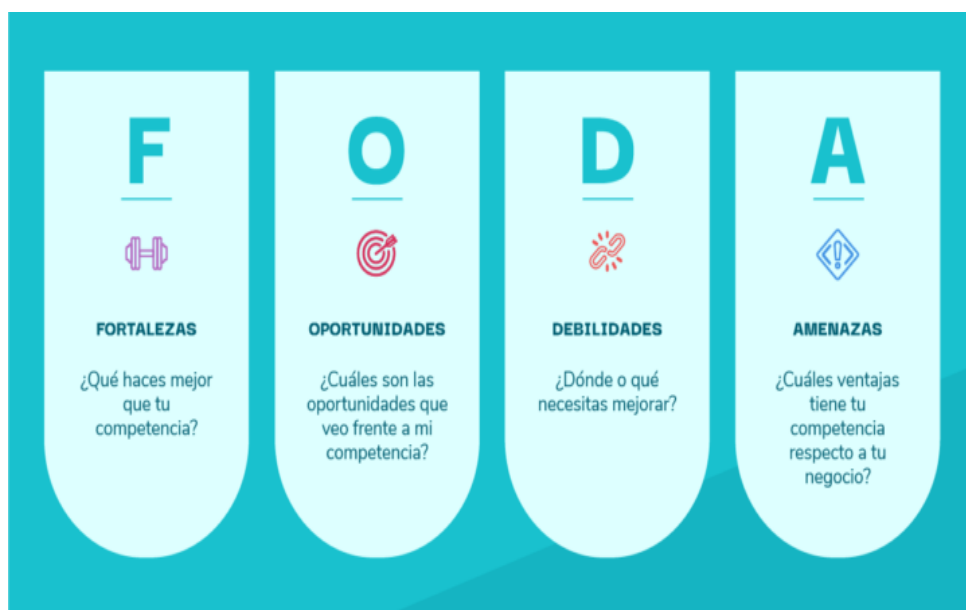 F
FORTALEZAS
¿Qué haces mejor
que tu
competencia?
O
OPORTUNIDADES
¿Cuáles son las
oportunidades que
veo frente a mi
competencia?
D
DEBILIDADES
¿Dónde o qué
necesitas mejorar?
A
AMENAZAS
¿Cuáles ventajas
tiene tu
competencia
respecto a tu
negocio?